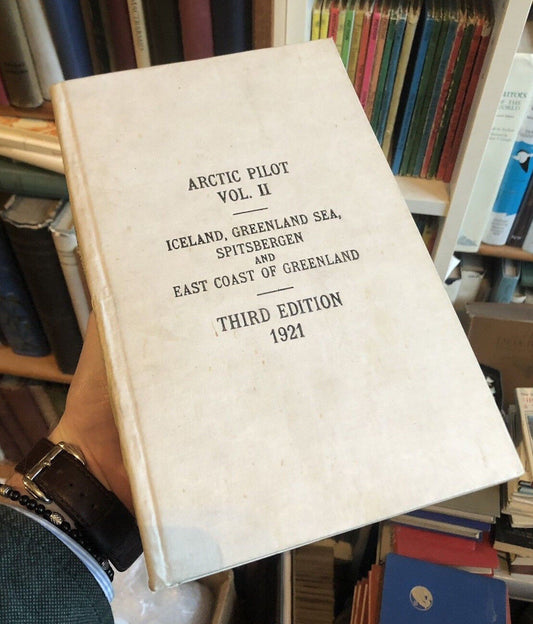 ARCTIC PILOT
VOL. II
ICELAND, GREENLAND SEA,
SPITSBERGEN
AND
EAST COAST OF GREENLAND
THIRD EDITION
1921